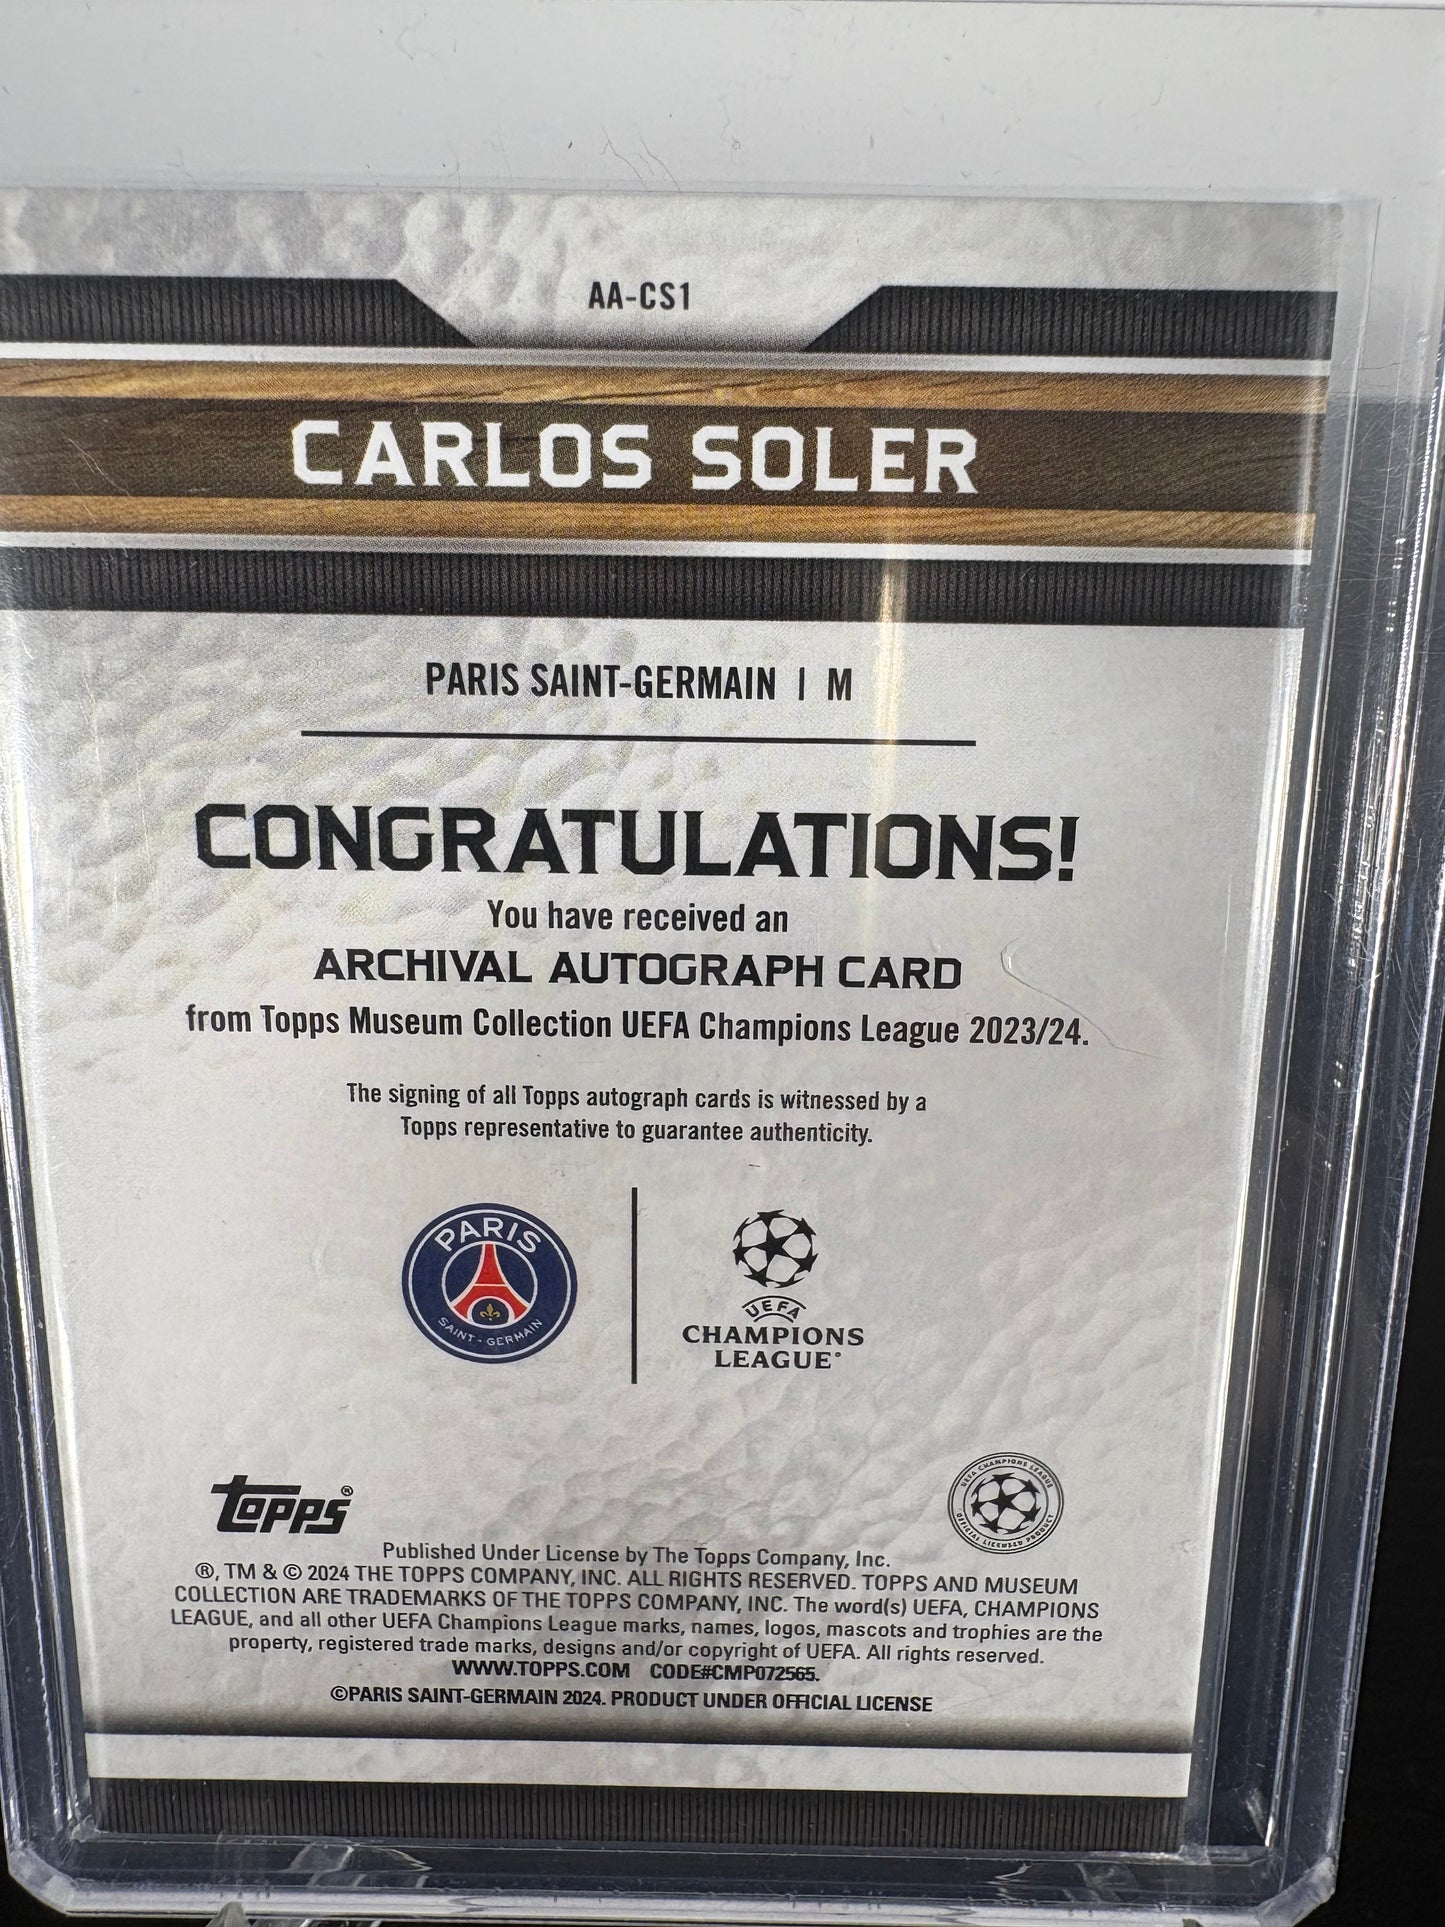 AA-CS1
CARLOS SOLER
PARIS SAINT-GERMAIN | M
CONGRATULATIONS!
You have received an
ARCHIVAL AUTOGRAPH CARD
from Topps Museum Collection UEFA Champions League 2023/24.
The signing of all Topps autograph cards is witnessed by a
Topps representative to guarantee authenticity.
PARIS
SAINT-GERMAIN
UEFA
CHAMPIONS
LEAGUE®
topps®
UEFA CHAMPIONS LEAGUE
OFFICIAL LICENSED PRODUCT
Published Under License by The Topps Company, Inc.
®, TM & © 2024 THE TOPPS COMPANY, INC. ALL RIGHTS RESERVED. TOPPS AND MUSEUM
COLLECTION ARE TRADEMARKS OF THE TOPPS COMPANY, INC. The word(s) UEFA, CHAMPIONS
LEAGUE, and all other UEFA Champions League marks, names, logos, mascots and trophies are the
property, registered trade marks, designs and/or copyright of UEFA. All rights reserved.
WWW.TOPPS.COM CODE#CMP072565.
©PARIS SAINT-GERMAIN 2024. PRODUCT UNDER OFFICIAL LICENSE